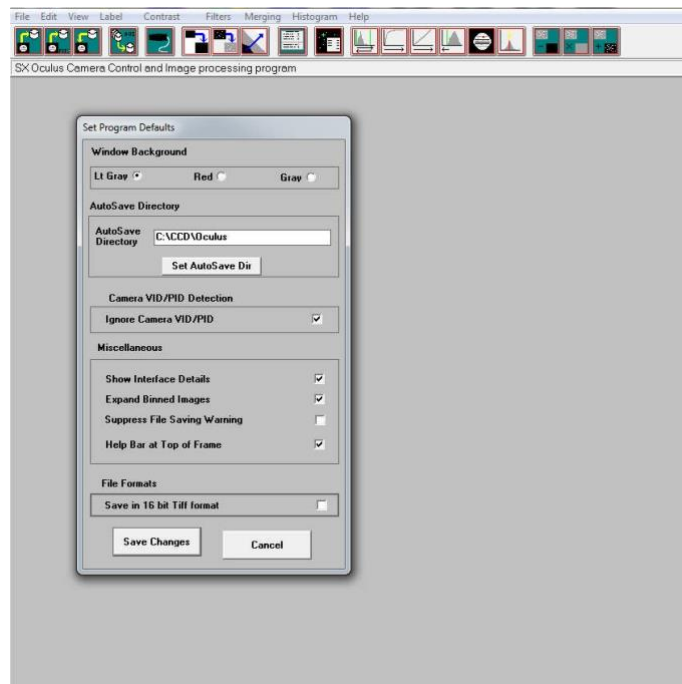 File Edit View Label Contrast Filters Merging Histogram Help
SX Oculus Camera Control and Image processing program
Set Program Defaults
Window Background
Lt Gray Red Gray
AutoSave Directory
AutoSave
Directory C:\CCD\Oculus
Set AutoSave Dir
Camera VID/PID Detection
Ignore Camera VID/PID
Miscellaneous
Show Interface Details
Expand Binned Images
Suppress File Saving Warning
Help Bar at Top of Frame
File Formats
Save in 16 bit Tiff format
Save Changes Cancel